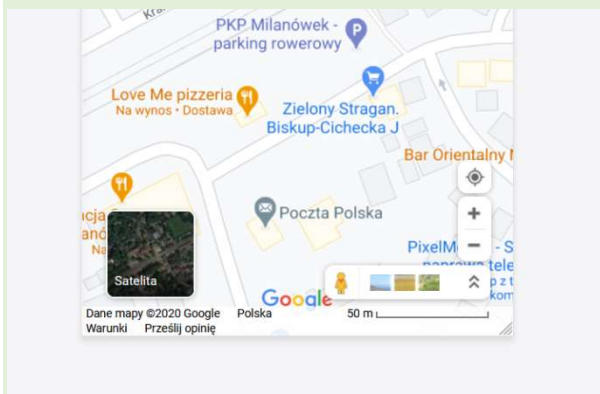 PKP Milanówek -
parking rowerowy
P
Love Me pizzeria
Na wynos • Dostawa
Zielony Stragan.
Biskup-Cichecka J
Bar Orientalny
Poczta Polska
Satelita
Google
Dane mapy ©2020 Google Polska 50 m
Warunki Prześlij opinię